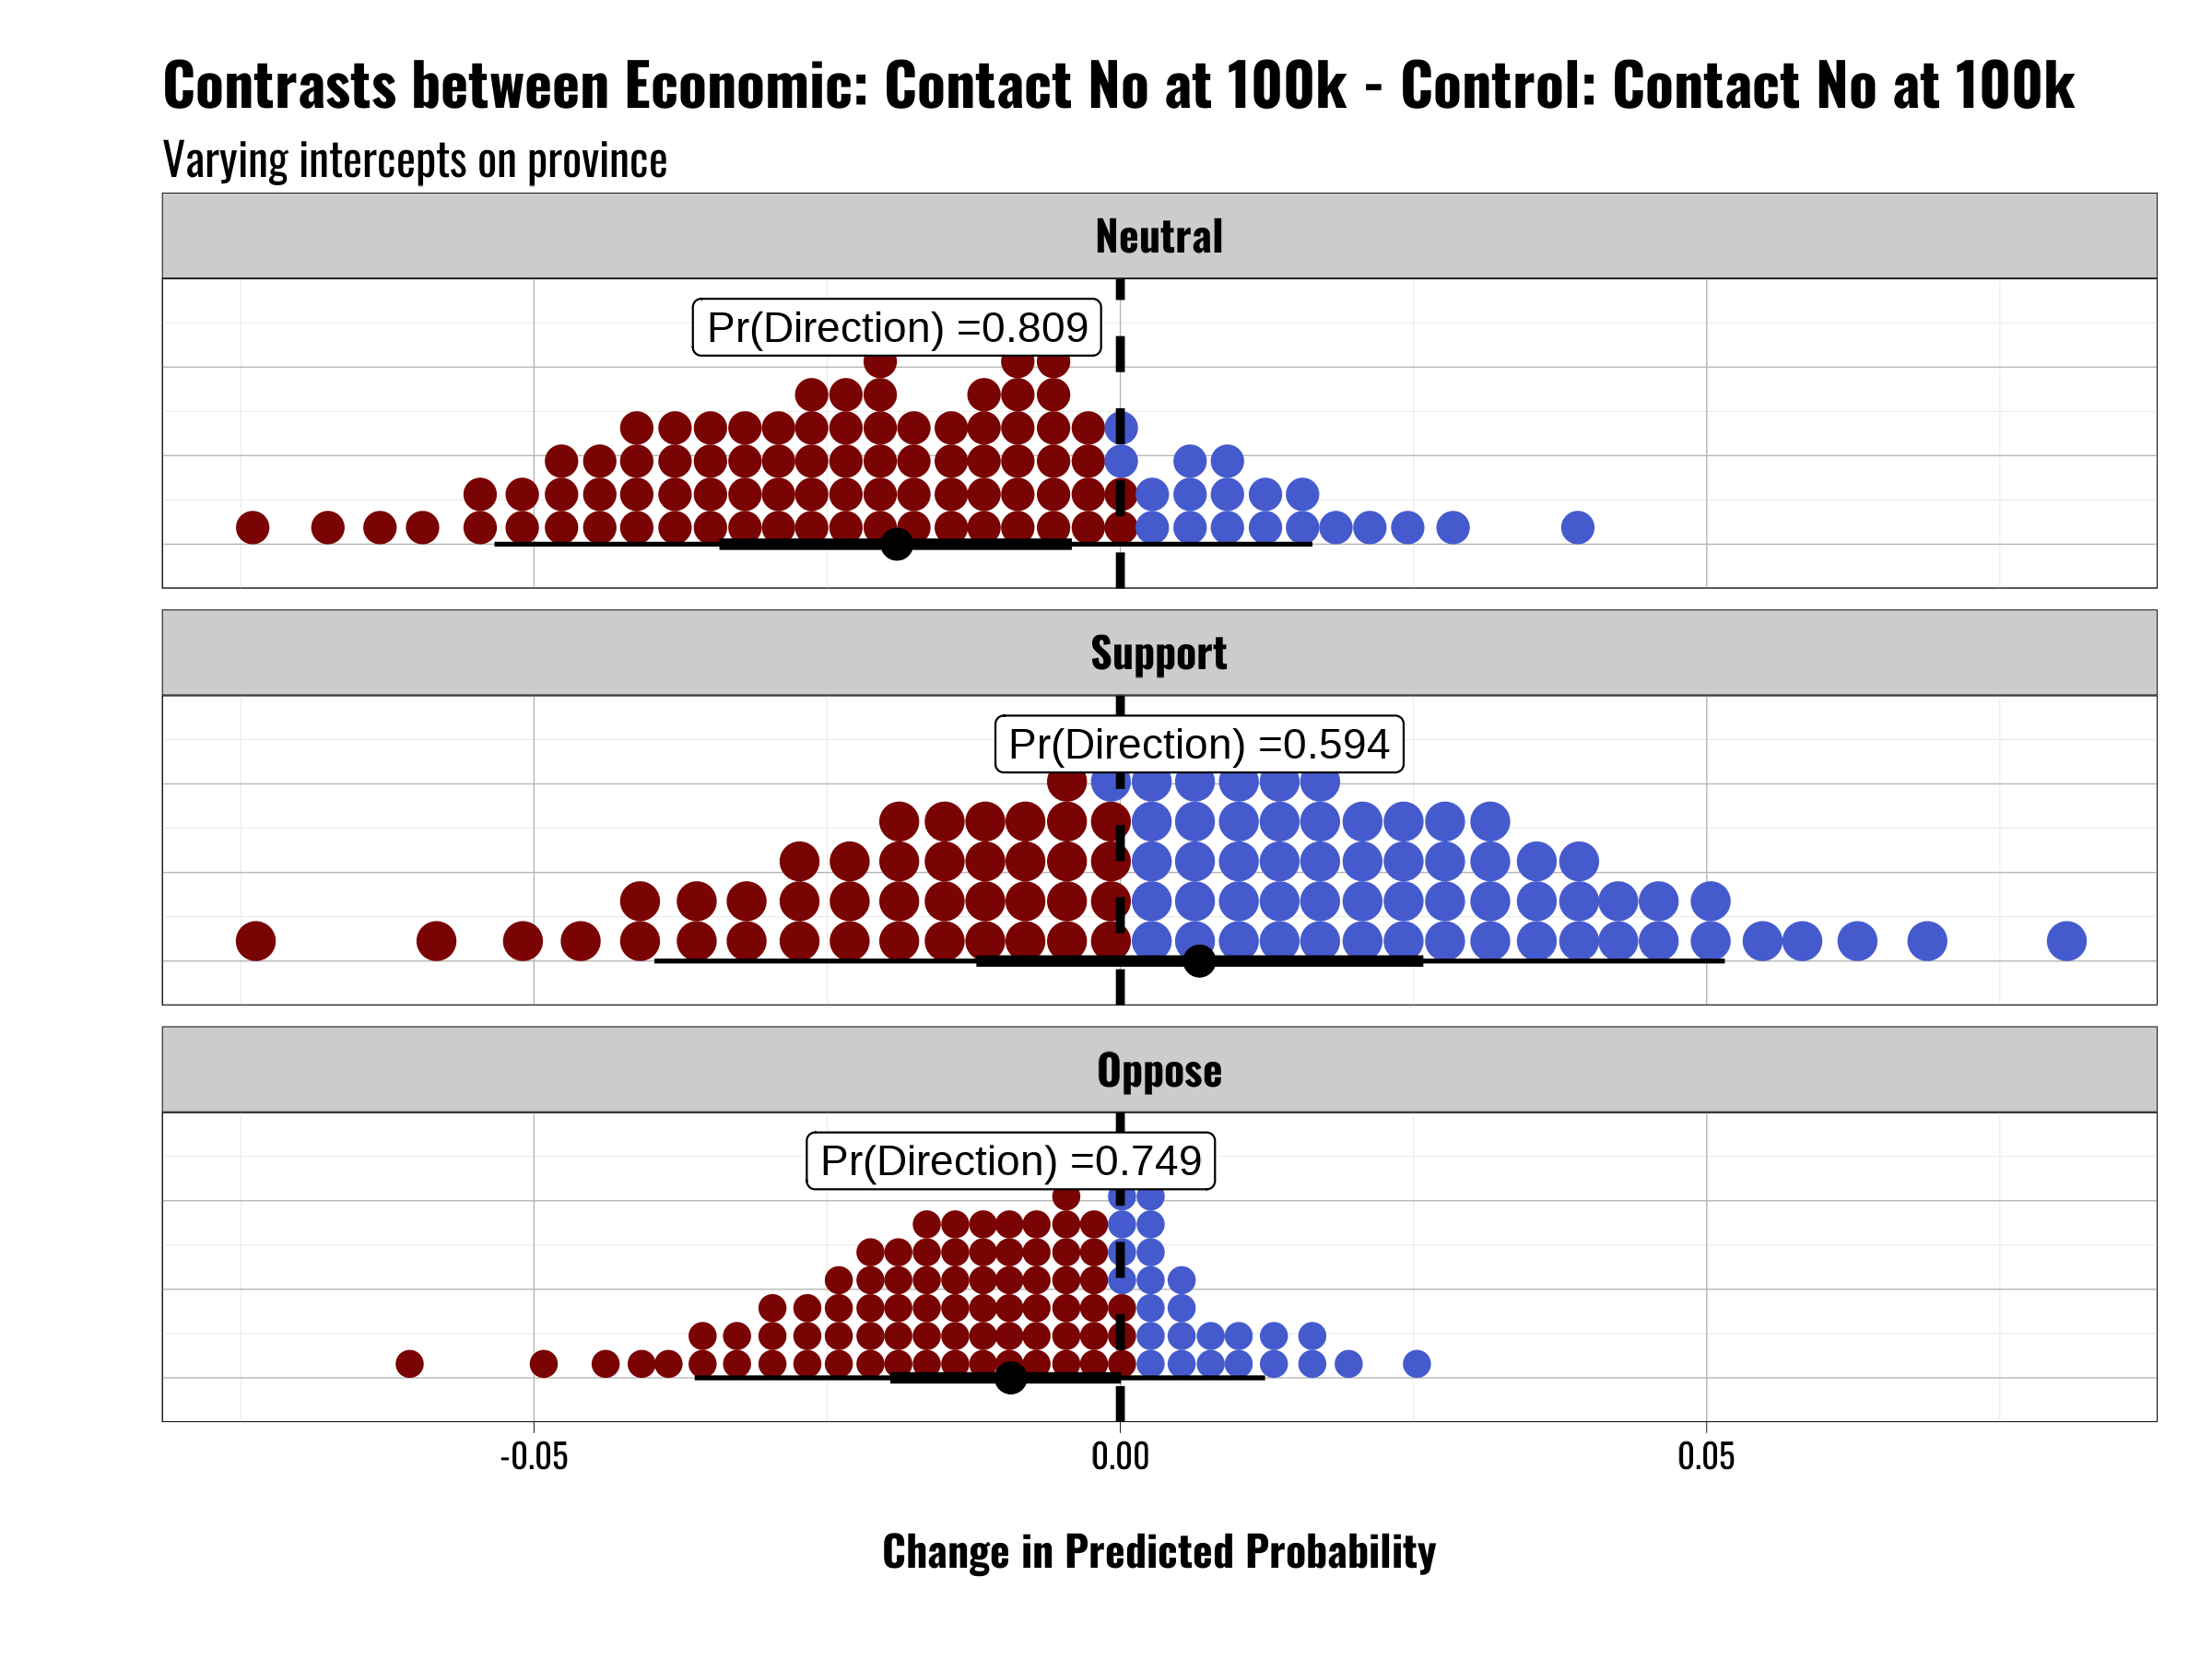 Contrasts between Economic: Contact No at 100k - Control: Contact No at 100k
Varying intercepts on province
Neutral
Pr(Direction) =0.809
Support
Pr(Direction) =0.594
Oppose
Pr(Direction) =0.749
-0.05 0.00 0.05
Change in Predicted Probability